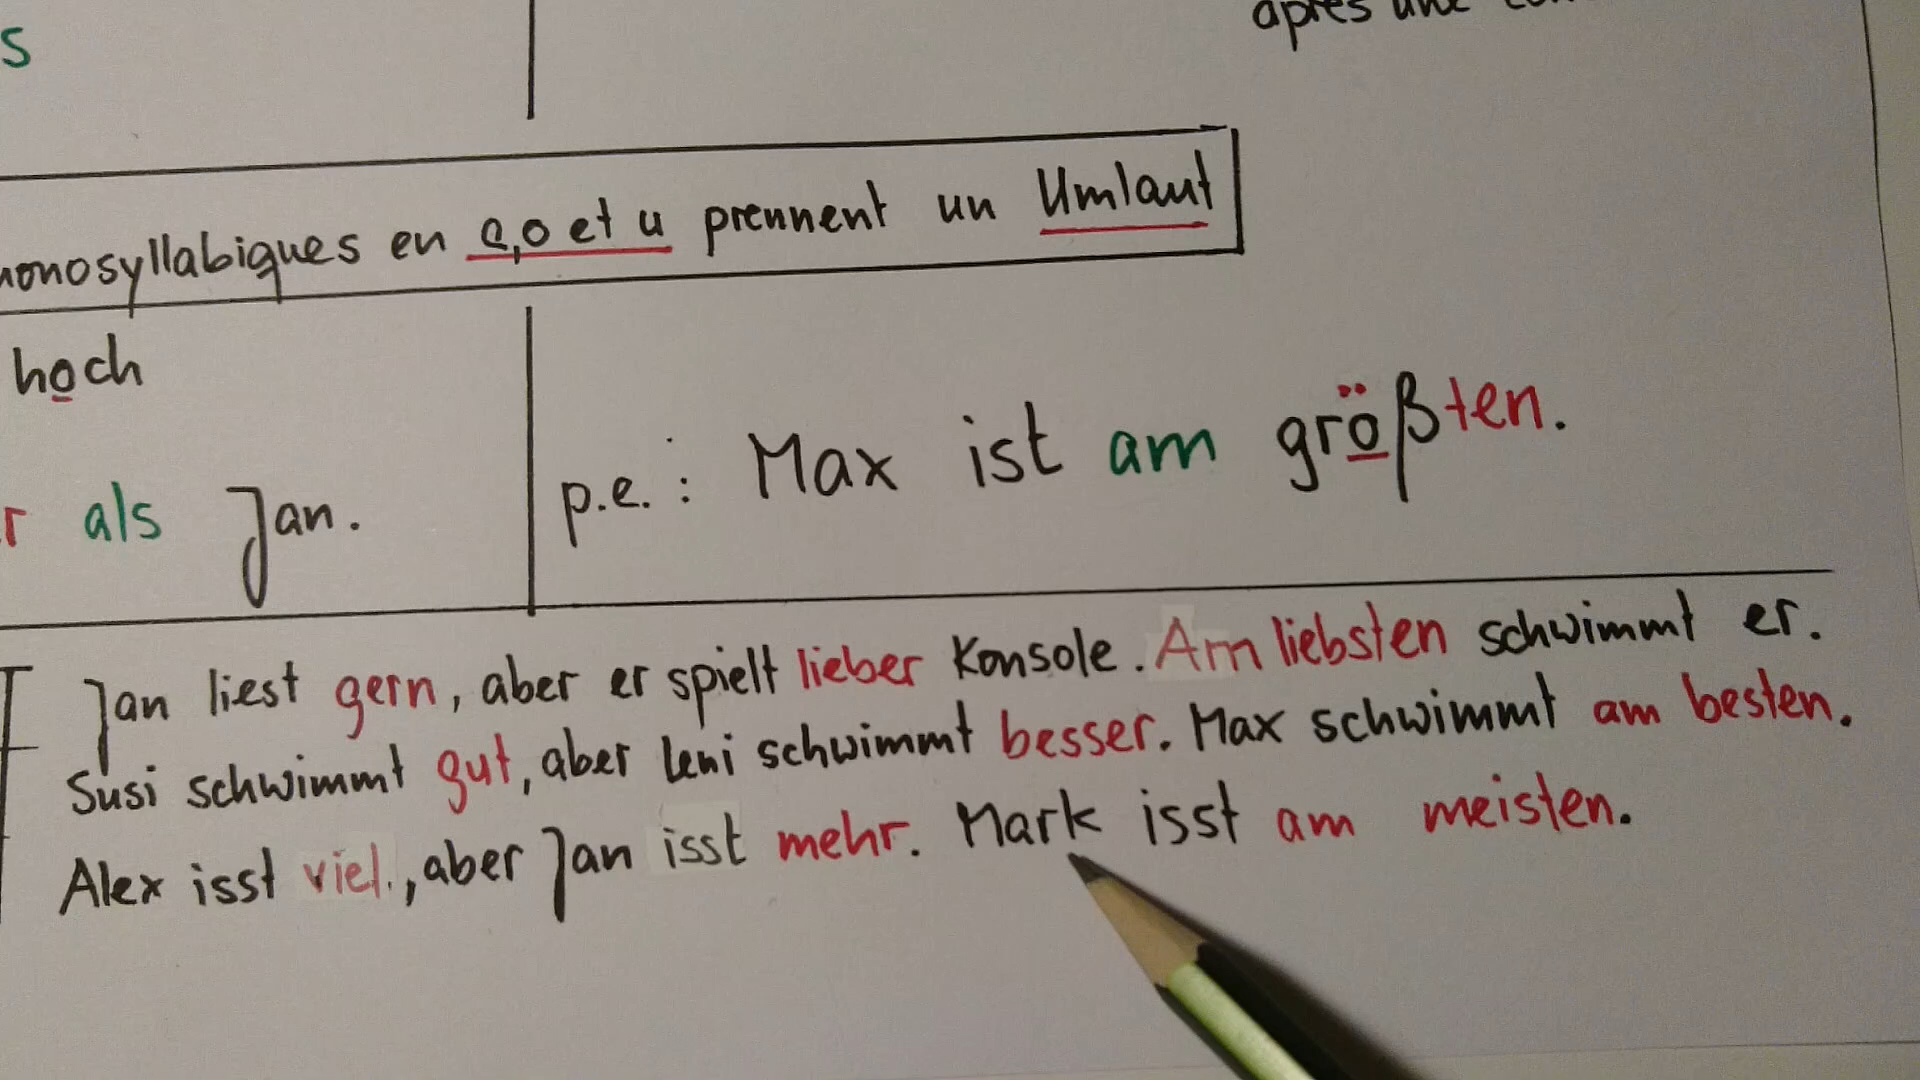 s
après une
monosyllabiques en a, o et u prennent un Umlaut
hoch
r als Jan.
p.e.: Max ist am größten.
Jan liest gern, aber er spielt lieber Konsole. Am liebsten schwimmt er.
Susi schwimmt gut, aber Leni schwimmt besser. Max schwimmt am besten.
Alex isst viel., aber Jan isst mehr. Mark isst am meisten.